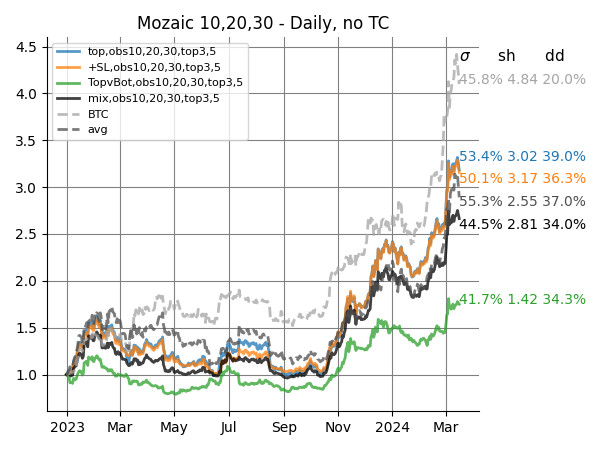 Mozaic 10,20,30 - Daily, no TC
top,obs10,20,30,top3,5
+SL,obs10,20,30,top3,5
TopvBot,obs10,20,30,top3,5
mix,obs10,20,30,top3,5
BTC
avg
σ sh dd
45.8% 4.84 20.0%
53.4% 3.02 39.0%
50.1% 3.17 36.3%
55.3% 2.55 37.0%
44.5% 2.81 34.0%
41.7% 1.42 34.3%
4.5
4.0
3.5
3.0
2.5
2.0
1.5
1.0
2023 Mar May Jul Sep Nov 2024 Mar